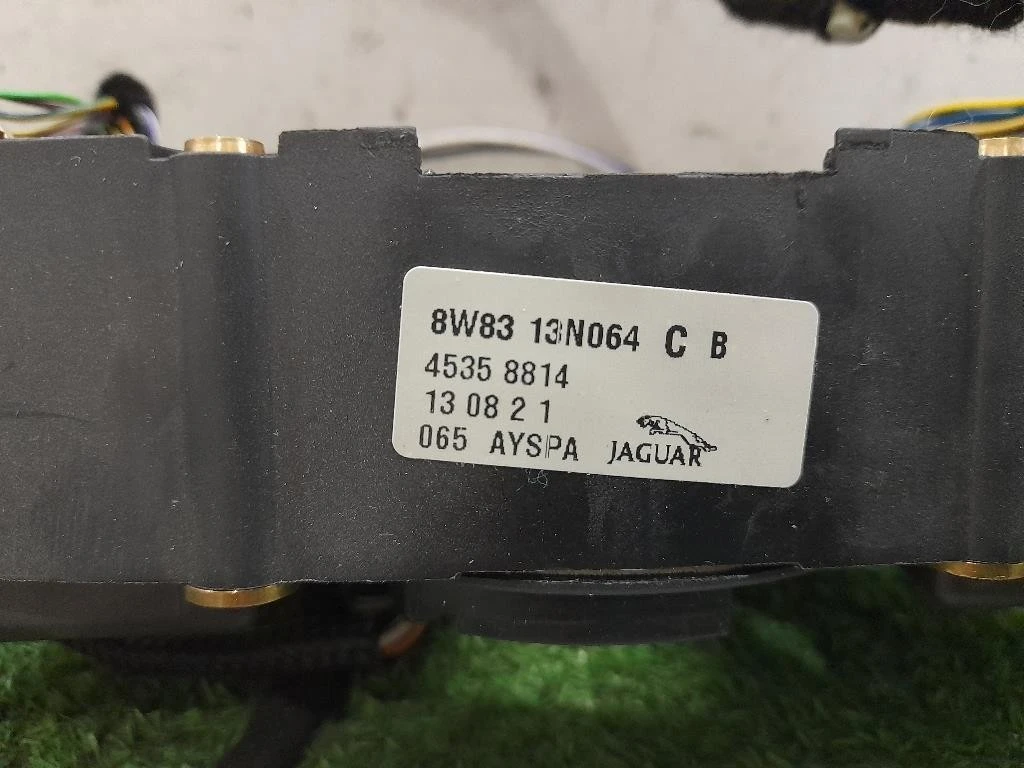 8W83 13N064 C B
4535 8814
13 08 2 1
065 AYSPA JAGUAR